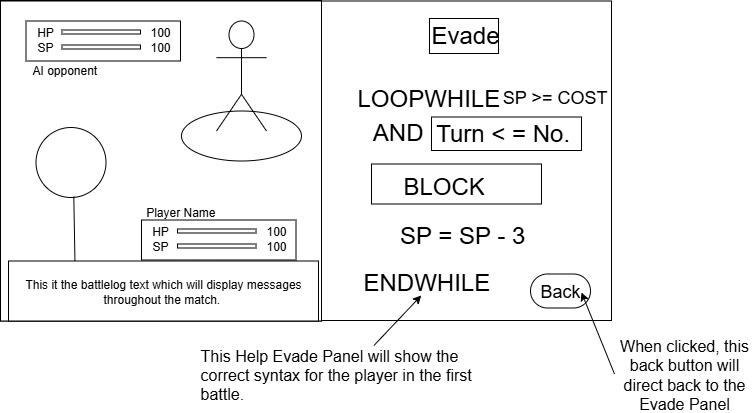 HP 100
SP 100
AI opponent
Player Name
HP 100
SP 100
This it the battlelog text which will display messages
throughout the match.
Evade
LOOPWHILE SP >= COST
AND Turn < = No.
BLOCK
SP = SP - 3
ENDWHILE
Back
This Help Evade Panel will show the
correct syntax for the player in the first
battle.
When clicked, this
back button will
direct back to the
Evade Panel